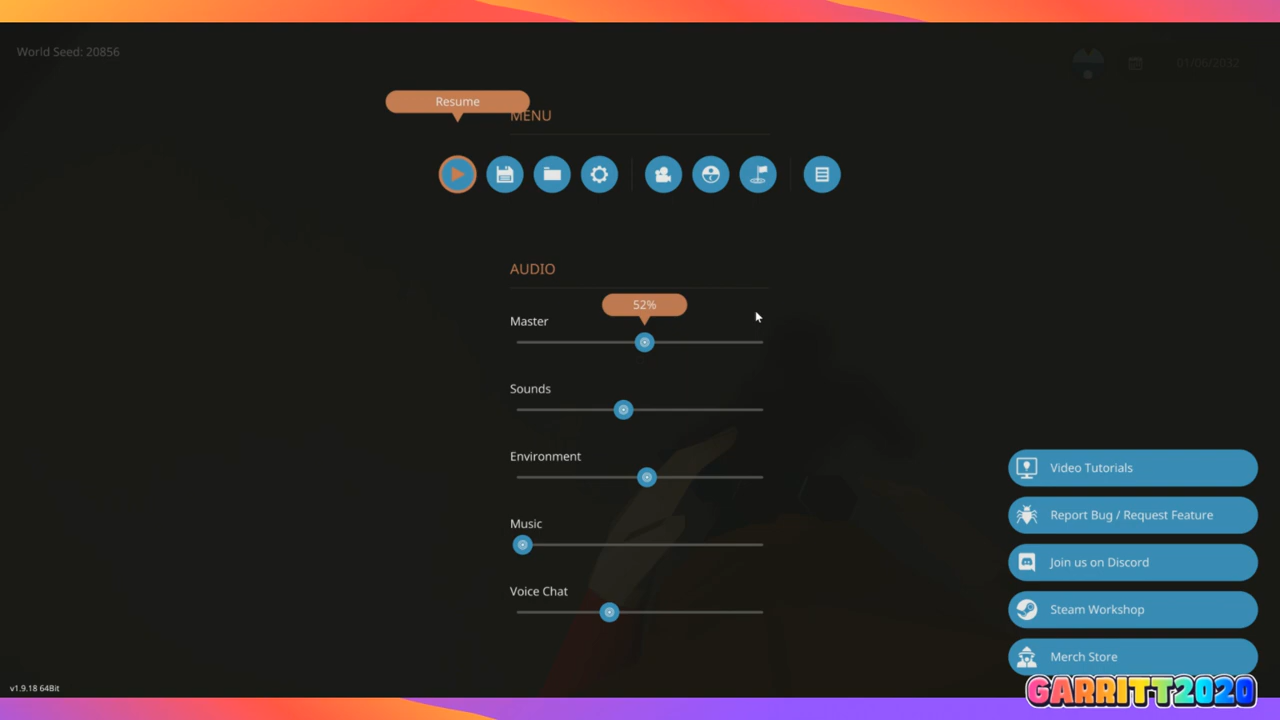 World Seed: 20856
01/06/2032
Resume
MENU
AUDIO
52%
Master
Sounds
Environment
Music
Voice Chat
Video Tutorials
Report Bug / Request Feature
Join us on Discord
Steam Workshop
Merch Store
v1.9.18 64Bit
GARRITT2020